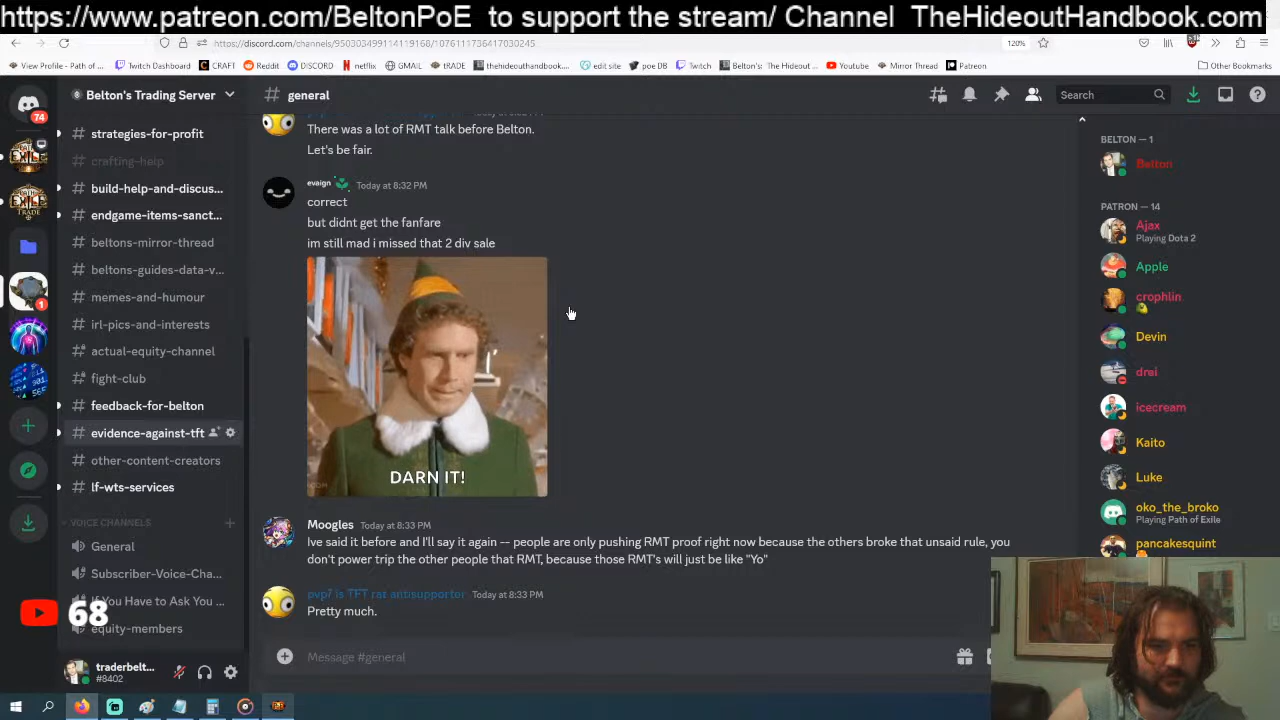 https://www.patreon.com/BeltonPoE to support the stream/ Channel TheHideoutHandbook.com
https://discord.com/channels/950303499114119168/1076111736417030245
120%
View Profile - Path of ...
Twitch Dashboard
CRAFT
Reddit
DISCORD
netflix
GMAIL
tRADE
thehideouthandbook...
edit site
poe DB
Twitch
Belton's: The Hideout ...
Youtube
Mirror Thread
Patreon
Other Bookmarks
74
Belton's Trading Server
# general
Search
strategies-for-profit
crafting-help
build-help-and-discus...
endgame-items-sanct...
beltons-mirror-thread
beltons-guides-data-v...
memes-and-humour
irl-pics-and-interests
actual-equity-channel
fight-club
feedback-for-belton
evidence-against-tft
other-content-creators
lf-wts-services
VOICE CHANNELS
General
Subscriber-Voice-Cha...
If You Have to Ask You ...
equity-members
1
68
traderbelt...
#8402
There was a lot of RMT talk before Belton.
Let's be fair.
evaign Today at 8:32 PM
correct
but didnt get the fanfare
im still mad i missed that 2 div sale
DARN IT!
Moogles Today at 8:33 PM
Ive said it before and I'll say it again -- people are only pushing RMT proof right now because the others broke that unsaid rule, you
don't power trip the other people that RMT, because those RMT's will just be like "Yo"
pvp7 is TFT rat antisupporter Today at 8:33 PM
Pretty much.
Message #general
BELTON — 1
Belton
PATRON — 14
Ajax
Playing Dota 2
Apple
crophlin
Devin
drei
icecream
Kaito
Luke
oko_the_broko
Playing Path of Exile
pancakesquint